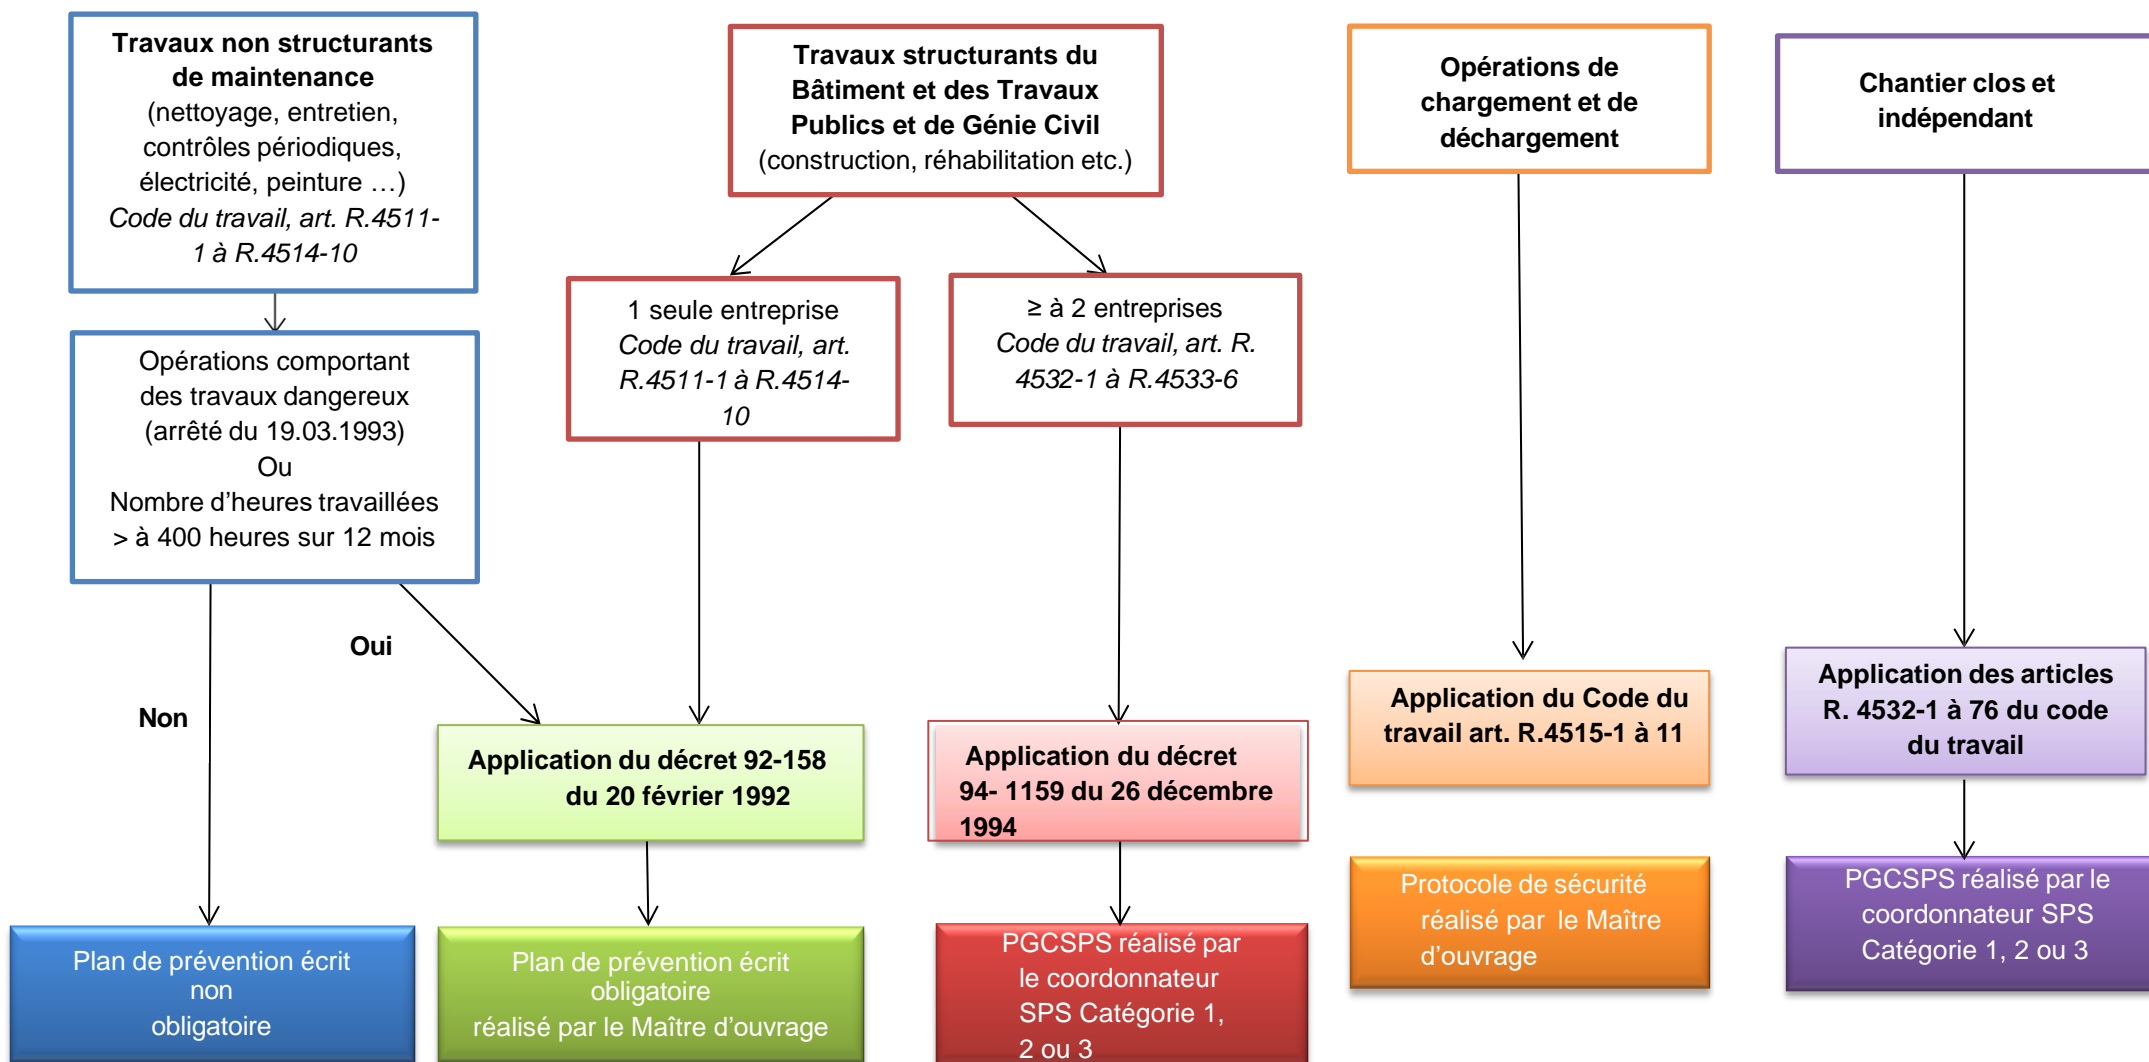 Travaux non structurants
de maintenance
(nettoyage, entretien,
contrôles périodiques,
électricité, peinture …)
Code du travail, art. R.4511-
1 à R.4514-10
Opérations comportant
des travaux dangereux
(arrêté du 19.03.1993)
Ou
Nombre d’heures travaillées
> à 400 heures sur 12 mois
Oui
Non
Travaux structurants du
Bâtiment et des Travaux
Publics et de Génie Civil
(construction, réhabilitation etc.)
1 seule entreprise
Code du travail, art.
R.4511-1 à R.4514-
10
≥ à 2 entreprises
Code du travail, art. R.
4532-1 à R.4533-6
Opérations de
chargement et de
déchargement
Chantier clos et
indépendant
Application du décret 92-158
du 20 février 1992
Application du décret
94- 1159 du 26 décembre
1994
Application du Code du
travail art. R.4515-1 à 11
Application des articles
R. 4532-1 à 76 du code
du travail
Plan de prévention écrit
non
obligatoire
Plan de prévention écrit
obligatoire
réalisé par le Maître d’ouvrage
PGCSPS réalisé par
le coordonnateur
SPS Catégorie 1,
2 ou 3
Protocole de sécurité
réalisé par le Maître
d’ouvrage
PGCSPS réalisé par le
coordonnateur SPS
Catégorie 1, 2 ou 3